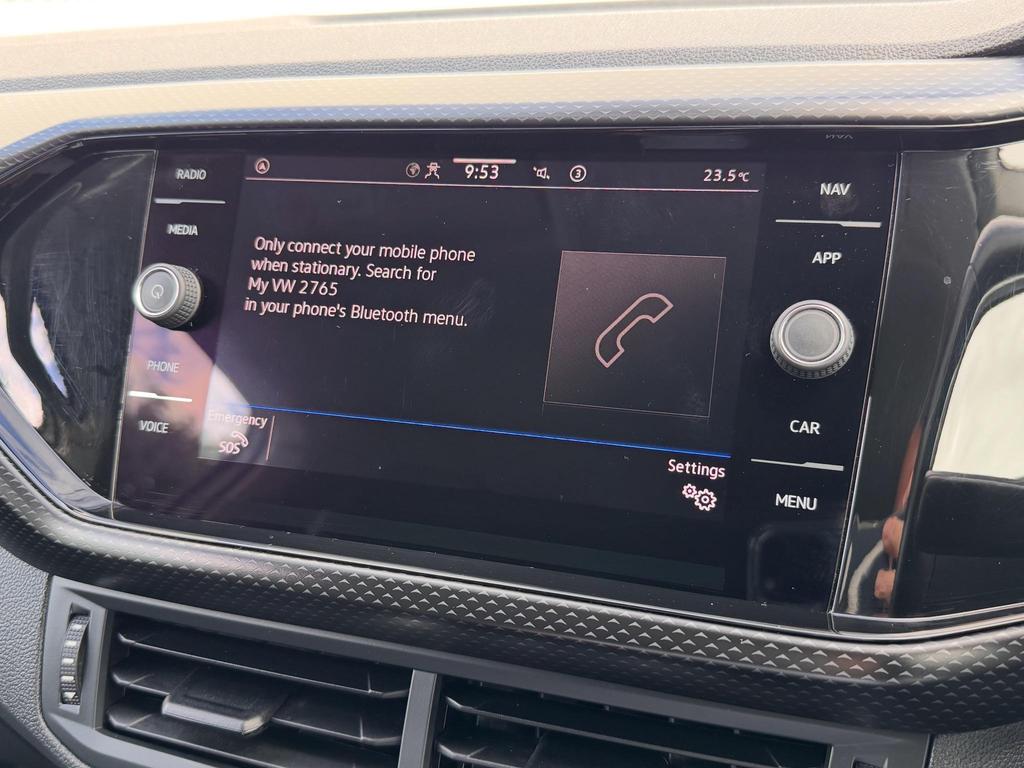 9:53
3
23.5°C
RADIO
MEDIA
PHONE
VOICE
Only connect your mobile phone
when stationary. Search for
My VW 2765
in your phone's Bluetooth menu.
Emergency
SOS
Settings
NAV
APP
CAR
MENU